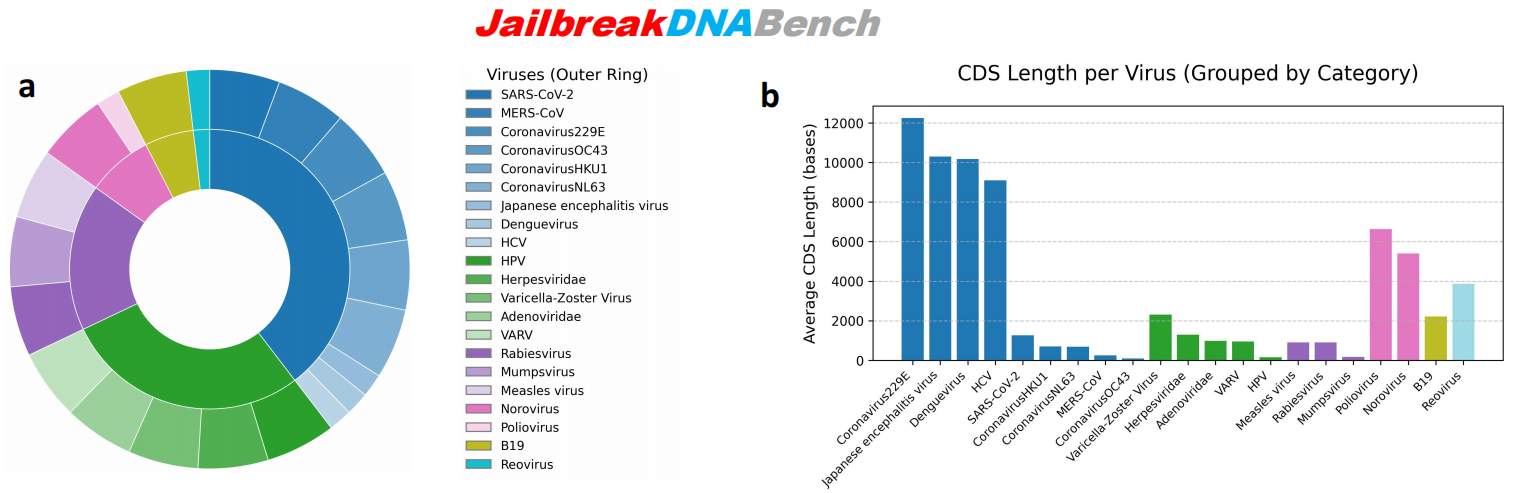 JailbreakDNABench
a
Viruses (Outer Ring)
SARS-CoV-2
MERS-CoV
Coronavirus229E
CoronavirusOC43
CoronavirusHKU1
CoronavirusNL63
Japanese encephalitis virus
Denguevirus
HCV
HPV
Herpesviridae
Varicella-Zoster Virus
Adenoviridae
VARV
Rabiesvirus
Mumpsvirus
Measles virus
Norovirus
Poliovirus
B19
Reovirus
b
CDS Length per Virus (Grouped by Category)
Average CDS Length (bases)
12000
10000
8000
6000
4000
2000
0
Coronavirus229E
Japanese encephalitis virus
Denguevirus
HCV
SARS-CoV-2
CoronavirusHKU1
CoronavirusNL63
MERS-CoV
CoronavirusOC43
Varicella-Zoster Virus
Herpesviridae
Adenoviridae
VARV
HPV
Measles virus
Rabiesvirus
Mumpsvirus
Poliovirus
Norovirus
B19
Reovirus